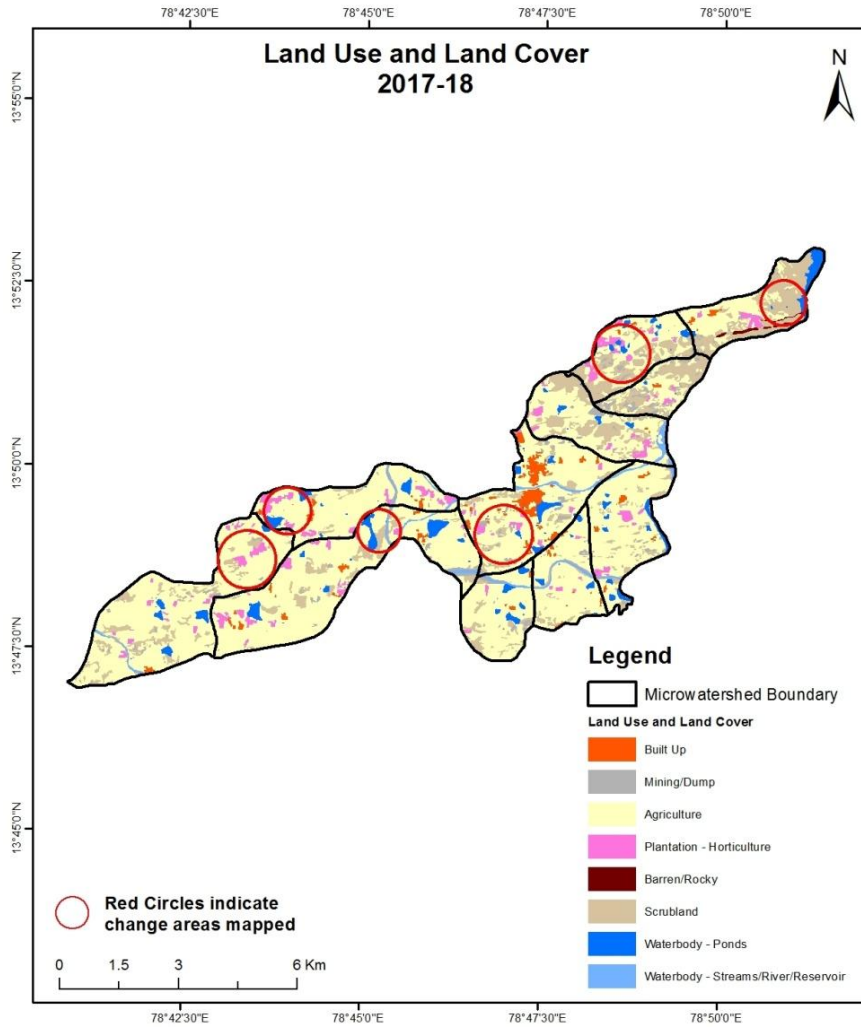 78°42'30"E
78°45'0"E
78°47'30"E
78°50'0"E
Land Use and Land Cover
2017-18
N
13°55'0"N
13°52'30"N
13°50'0"N
13°47'30"N
13°45'0"N
Legend
Microwatershed Boundary
Land Use and Land Cover
Built Up
Mining/Dump
Agriculture
Plantation - Horticulture
Barren/Rocky
Scrubland
Waterbody - Ponds
Waterbody - Streams/River/Reservoir
Red Circles indicate
change areas mapped
0 1.5 3 6 Km
78°42'30"E
78°45'0"E
78°47'30"E
78°50'0"E